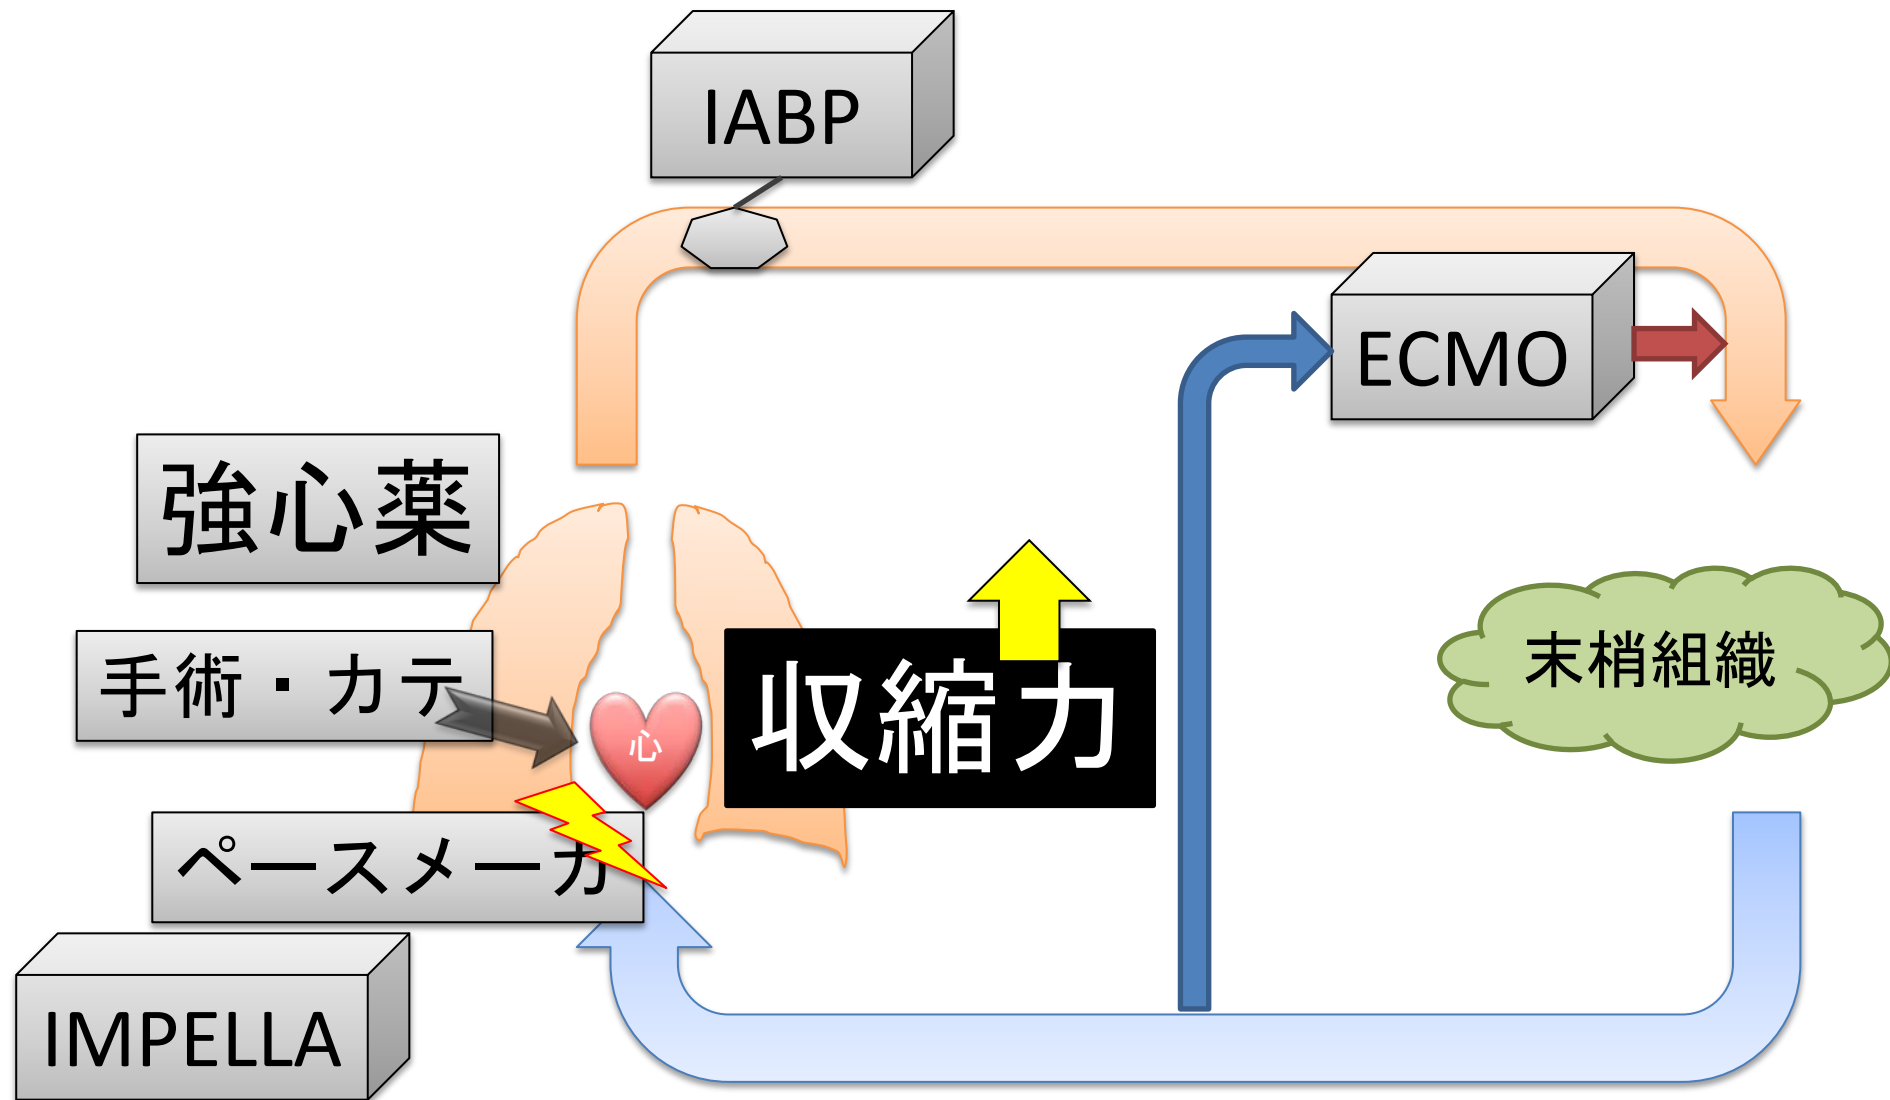 IABP
ECMO
強心薬
手術・カテ
心
収縮力
末梢組織
ペースメーカ
IMPELLA